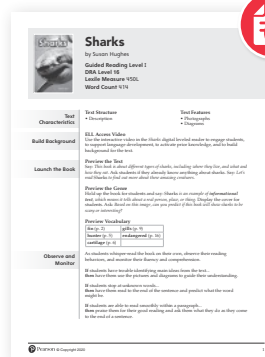 Sharks
Sharks
by Susan Hughes
Guided Reading Level I
DRA Level 16
Lexile Measure 450L
Word Count 414
Text Characteristics
Text Structure
• Description
Text Features
• Photographs
• Diagrams
Build Background
ELL Access Video
Use the interactive video in the Sharks digital leveled reader to engage students,
to support language development, to activate prior knowledge, and to build
background for the text.
Launch the Book
Preview the Text
Say: This book is about different types of sharks, including where they live, and what and
how they eat. Ask students if they already know anything about sharks. Say: Let's
read Sharks to find out more about these amazing creatures.
Preview the Genre
Hold up the book for students and say: Sharks is an example of informational
text, which means it tells about a real person, place, or thing. Display the cover for
students. Ask: Based on this image, can you predict if this book will show sharks to be
scary or interesting?
Preview Vocabulary
fin (p. 2)
gills (p. 9)
hunter (p. 5)
endangered (p. 16)
cartilage (p. 6)
Observe and Monitor
As students whisper-read the book on their own, observe their reading
behaviors, and monitor their fluency and comprehension.
If students have trouble identifying main ideas from the text...
then have them use the pictures and diagrams to guide their understanding.
If students stop at unknown words...
then have them read to the end of the sentence and predict what the word
might be.
If students are able to read smoothly within a paragraph...
then praise them for their good reading and ask them what they do as they come
to the end of a sentence.
Pearson © Copyright 2020
1